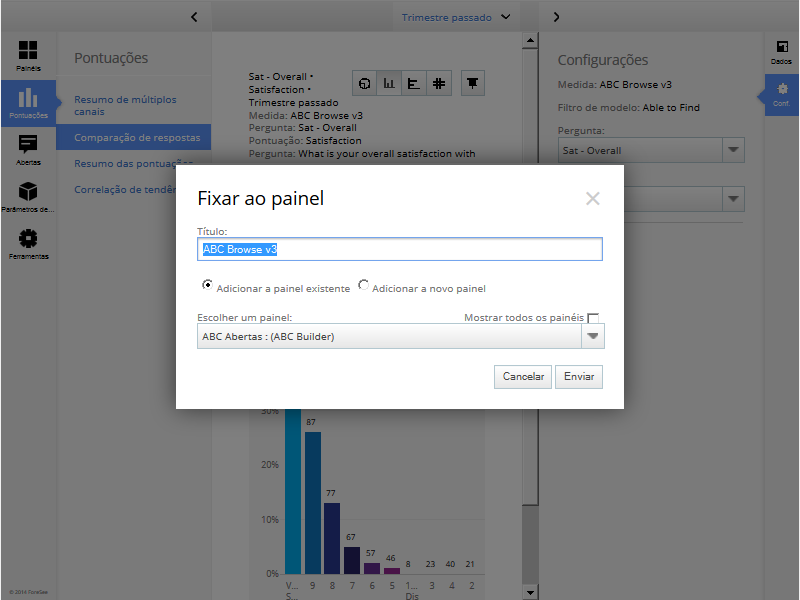 Trimestre passado
Painéis
Pontuações
Abertas
Parâmetros de...
Ferramentas
Pontuações
Resumo de múltiplos
canais
Comparação de respostas
Resumo das pontuaç
Correlação de tendên
Sat - Overall •
Satisfaction •
Trimestre passado
Medida: ABC Browse v3
Pergunta: Sat - Overall
Pontuação: Satisfaction
Pergunta: What is your overall satisfaction with
Configurações
Medida: ABC Browse v3
Filtro de modelo: Able to Find
Pergunta:
Sat - Overall
Dados
Conf.
Fixar ao painel
Título:
ABC Browse v3
Adicionar a painel existente
Adicionar a novo painel
Escolher um painel:
Mostrar todos os painéis
ABC Abertas : (ABC Builder)
Cancelar
Enviar
30%
20%
10%
0%
87
77
67
57
46
8
23
40
21
V...
S...
9
8
7
6
5
1...
Dis
3
4
2
© 2014 ForeSee